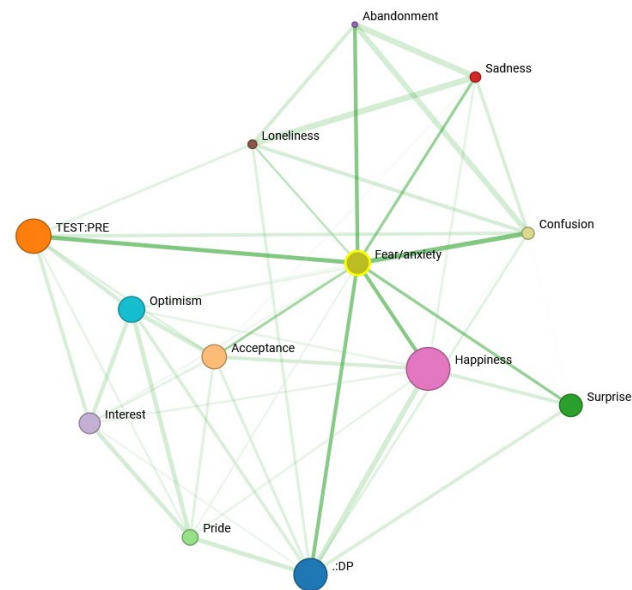 Abandonment
Sadness
Loneliness
TEST:PRE
Confusion
Fear/anxiety
Optimism
Acceptance
Happiness
Surprise
Interest
Pride
.:DP